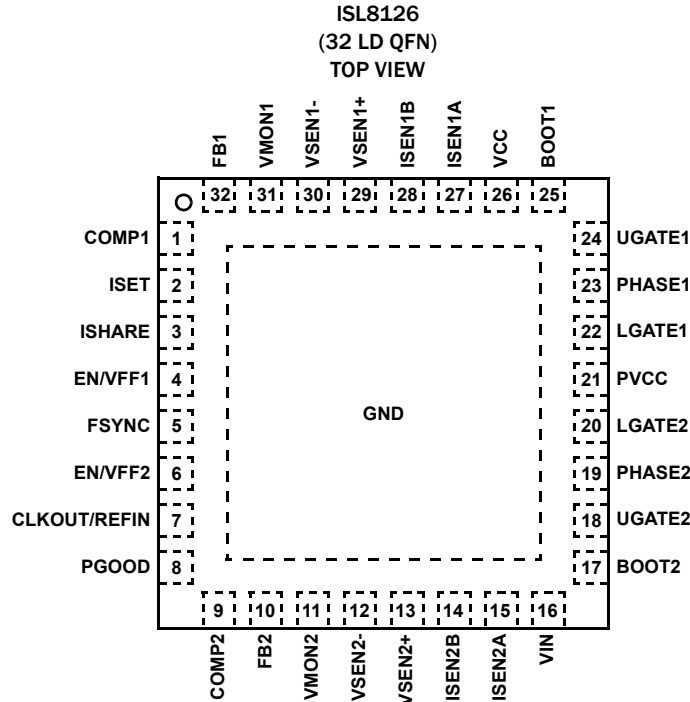 ISL8126
(32 LD QFN)
TOP VIEW
FB1
VMON1
VSEN1-
VSEN1+
ISEN1B
ISEN1A
VCC
BOOT1
32 31 30 29 28 27 26 25
COMP1 1
ISET 2
ISHARE 3
EN/VFF1 4
FSYNC 5
EN/VFF2 6
CLKOUT/REFIN 7
PGOOD 8
GND
24 UGATE1
23 PHASE1
22 LGATE1
21 PVCC
20 LGATE2
19 PHASE2
18 UGATE2
17 BOOT2
9 10 11 12 13 14 15 16
COMP2
FB2
VMON2
VSEN2-
VSEN2+
ISEN2B
ISEN2A
VIN